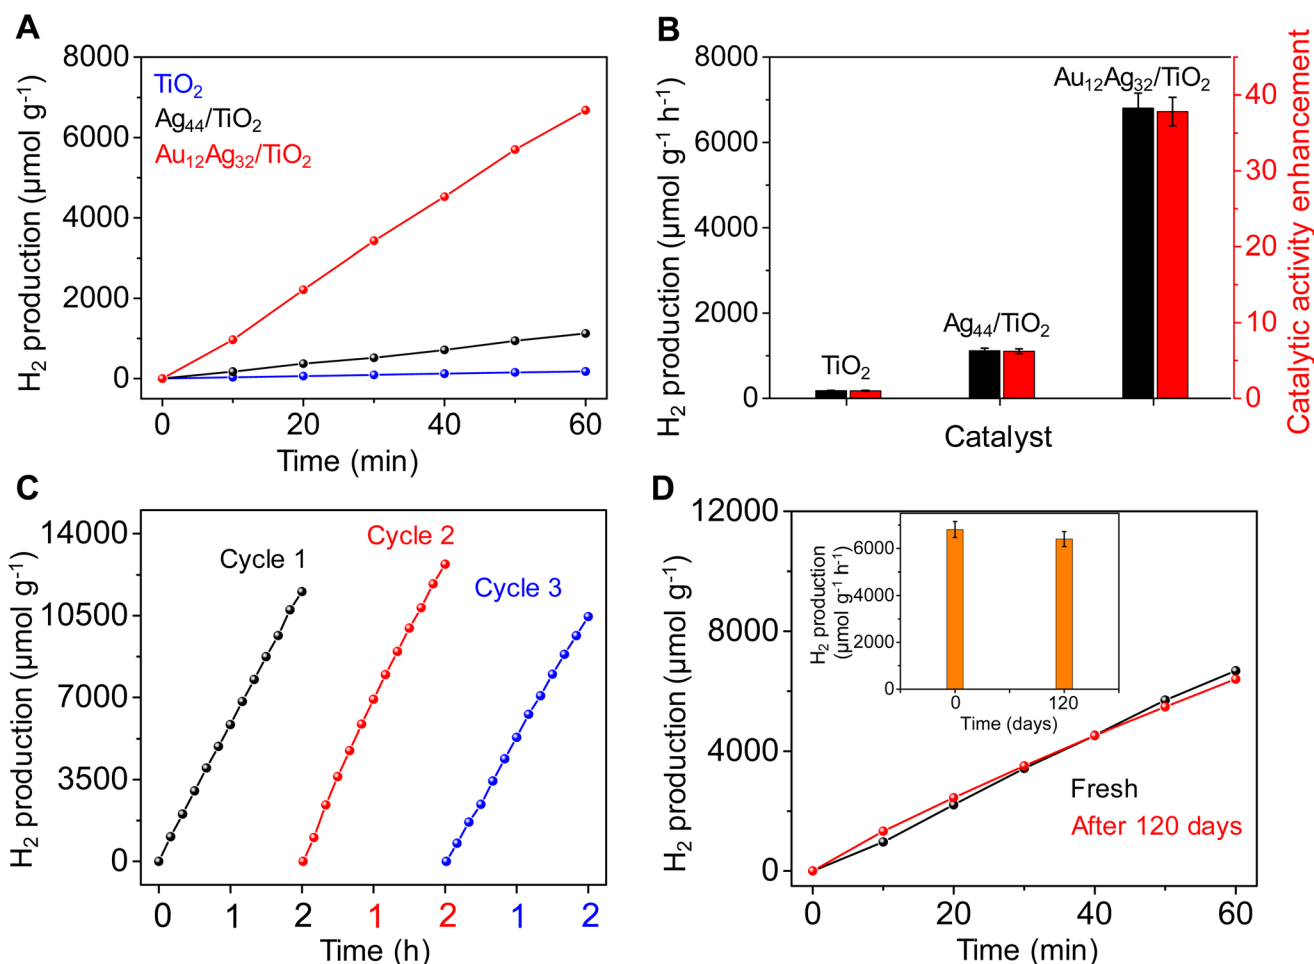 A
H₂ production (µmol g⁻¹)
8000
6000
4000
2000
0
TiO₂
Ag₄₄/TiO₂
Au₁₂Ag₃₂/TiO₂
0 20 40 60
Time (min)
B
H₂ production (µmol g⁻¹ h⁻¹)
8000
6000
4000
2000
0
TiO₂
Ag₄₄/TiO₂
Au₁₂Ag₃₂/TiO₂
Catalyst
40
30
20
10
0
Catalytic activity enhancement
C
H₂ production (µmol g⁻¹)
14000
10500
7000
3500
0
Cycle 1
Cycle 2
Cycle 3
0 1 2 1 2 1 2
Time (h)
D
H₂ production (µmol g⁻¹)
12000
8000
4000
0
H₂ production
(µmol g⁻¹ h⁻¹)
6000
4000
2000
0
0 120
Time (days)
Fresh
After 120 days
0 20 40 60
Time (min)